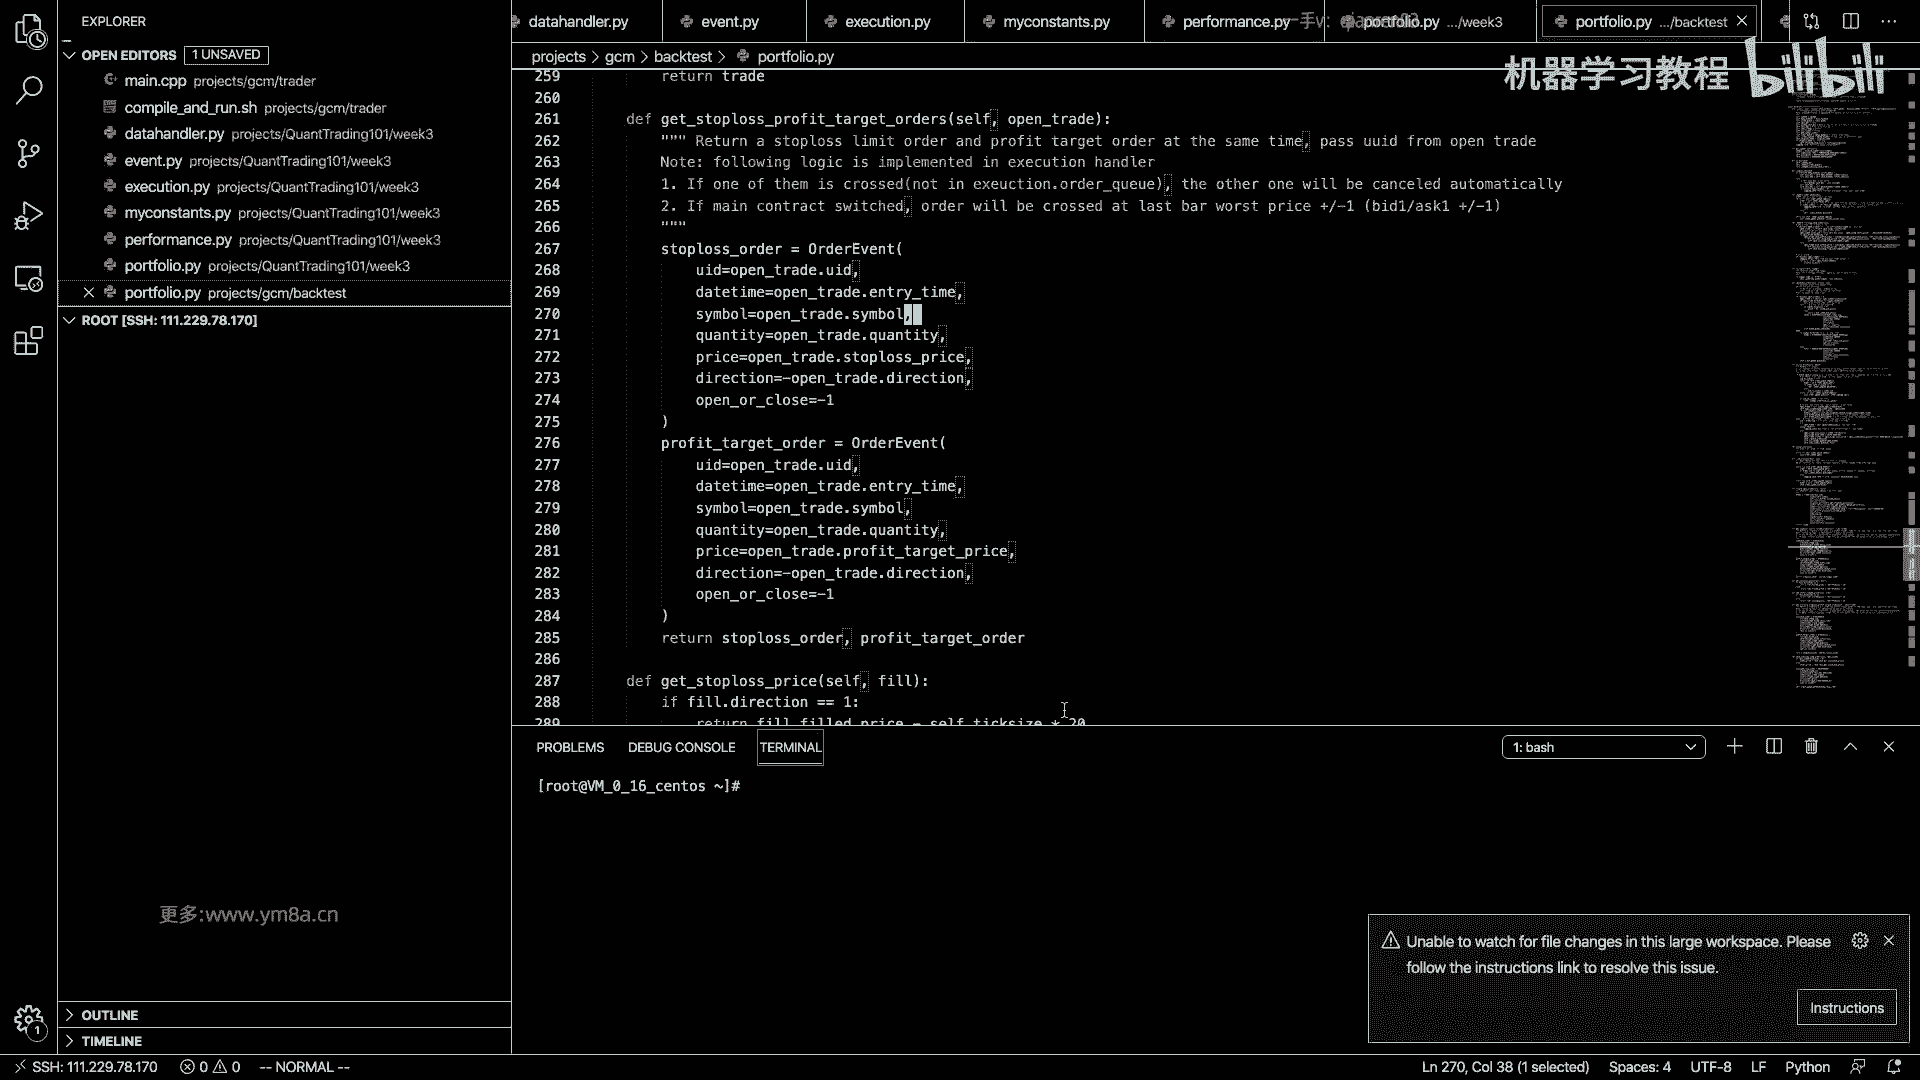 EXPLORER
datahandler.py
event.py
execution.py
myconstants.py
performance.py
portfolio.py .../week3
portfolio.py .../backtest
OPEN EDITORS 1 UNSAVED
main.cpp projects/gcm/trader
compile_and_run.sh projects/gcm/trader
datahandler.py projects/QuantTrading101/week3
event.py projects/QuantTrading101/week3
execution.py projects/QuantTrading101/week3
myconstants.py projects/QuantTrading101/week3
performance.py projects/QuantTrading101/week3
portfolio.py projects/QuantTrading101/week3
portfolio.py projects/gcm/backtest
ROOT [SSH: 111.229.78.170]
更多:www.ym8a.cn
OUTLINE
TIMELINE
projects > gcm > backtest > portfolio.py
机器学习教程 bilibili
259 return trade
260
261 def get_stoploss_profit_target_orders(self, open_trade):
262 """ Return a stoploss limit order and profit target order at the same time, pass uuid from open trade
263 Note: following logic is implemented in execution handler
264 1. If one of them is crossed(not in exeuction.order_queue), the other one will be canceled automatically
265 2. If main contract switched, order will be crossed at last bar worst price +/-1 (bid1/ask1 +/-1)
266 """
267 stoploss_order = OrderEvent(
268 uid=open_trade.uid,
269 datetime=open_trade.entry_time,
270 symbol=open_trade.symbol,
271 quantity=open_trade.quantity,
272 price=open_trade.stoploss_price,
273 direction=-open_trade.direction,
274 open_or_close=-1
275 )
276 profit_target_order = OrderEvent(
277 uid=open_trade.uid,
278 datetime=open_trade.entry_time,
279 symbol=open_trade.symbol,
280 quantity=open_trade.quantity,
281 price=open_trade.profit_target_price,
282 direction=-open_trade.direction,
283 open_or_close=-1
284 )
285 return stoploss_order, profit_target_order
286
287 def get_stoploss_price(self, fill):
288 if fill.direction == 1:
289 return fill.filled_price - self.ticksize * 20
PROBLEMS DEBUG CONSOLE TERMINAL
1: bash
[root@VM_0_16_centos ~]#
Unable to watch for file changes in this large workspace. Please
follow the instructions link to resolve this issue.
Instructions
1
SSH: 111.229.78.170 0 0 -- NORMAL --
Ln 270, Col 38 (1 selected) Spaces: 4 UTF-8 LF Python